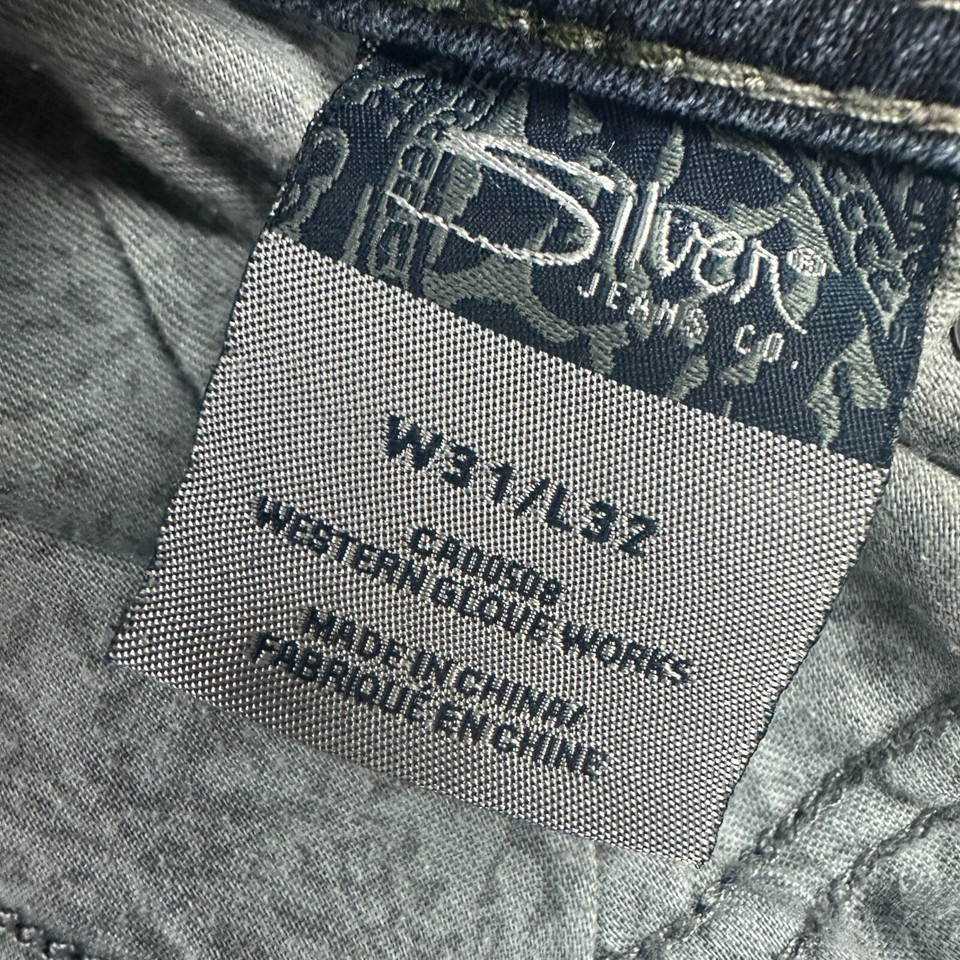 Silver®
JEANS CO.
W31/L32
CA00508
WESTERN GLOVE WORKS
MADE IN CHINA/
FABRIQUÉ EN CHINE